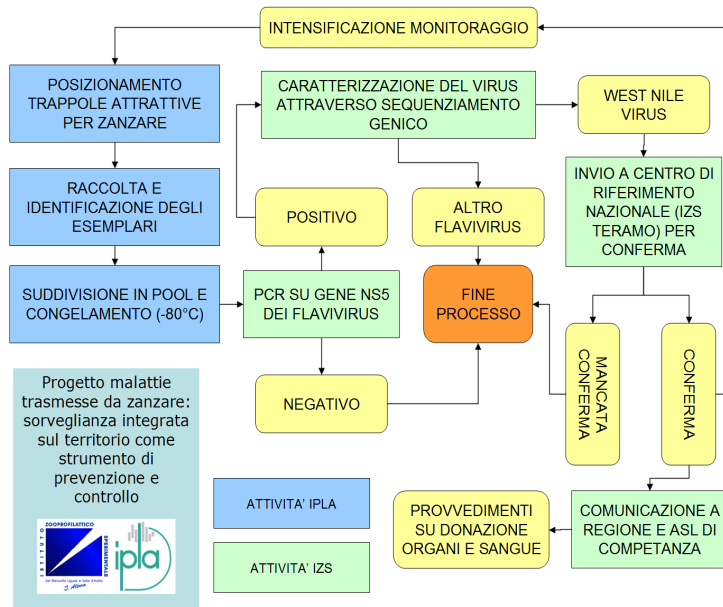 INTENSIFICAZIONE MONITORAGGIO
POSIZIONAMENTO
TRAPPOLE ATTRATTIVE
PER ZANZARE
CARATTERIZZAZIONE DEL VIRUS
ATTRAVERSO SEQUENZIAMENTO
GENICO
WEST NILE
VIRUS
RACCOLTA E
IDENTIFICAZIONE DEGLI
ESEMPLARI
POSITIVO
ALTRO
FLAVIVIRUS
INVIO A CENTRO DI
RIFERIMENTO
NAZIONALE (IZS
TERAMO) PER
CONFERMA
SUDDIVISIONE IN POOL E
CONGELAMENTO (-80°C)
PCR SU GENE NS5
DEI FLAVIVIRUS
FINE
PROCESSO
MANCATA
CONFERMA
CONFERMA
NEGATIVO
Progetto malattie
trasmesse da zanzare:
sorveglianza integrata
sul territorio come
strumento di
prevenzione e
controllo
ISTITUTO
ZOOPROFILATTICO
SPERIMENTALE
ipla
ATTIVITA' IPLA
ATTIVITA' IZS
PROVVEDIMENTI
SU DONAZIONE
ORGANI E SANGUE
COMUNICAZIONE A
REGIONE E ASL DI
COMPETANZA